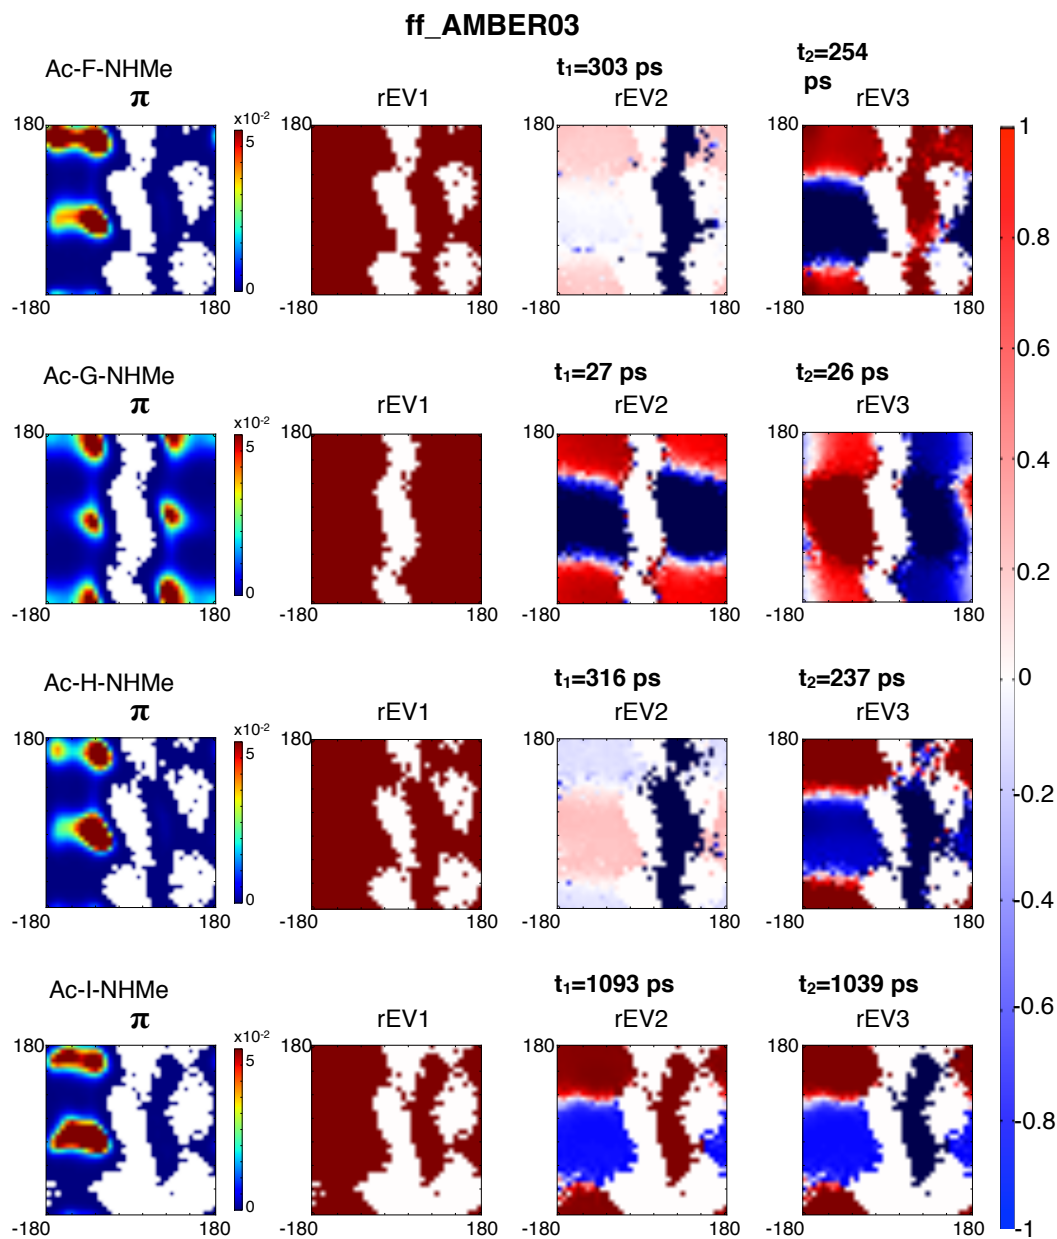 ff_AMBER03
Ac-F-NHMe
t₁=303 ps
t₂=254
ps
π
rEV1
rEV2
rEV3
x10⁻²
5
0
180
180
180
180
-180
180
-180
180
-180
180
-180
180
1
0.8
0.6
0.4
0.2
0
-0.2
-0.4
-0.6
-0.8
-1
Ac-G-NHMe
t₁=27 ps
t₂=26 ps
π
rEV1
rEV2
rEV3
x10⁻²
5
0
180
180
180
180
-180
180
-180
180
-180
180
-180
180
Ac-H-NHMe
t₁=316 ps
t₂=237 ps
π
rEV1
rEV2
rEV3
x10⁻²
5
0
180
180
180
180
-180
180
-180
180
-180
180
-180
180
Ac-I-NHMe
t₁=1093 ps
t₂=1039 ps
π
rEV1
rEV2
rEV3
x10⁻²
5
0
180
180
180
180
-180
180
-180
180
-180
180
-180
180